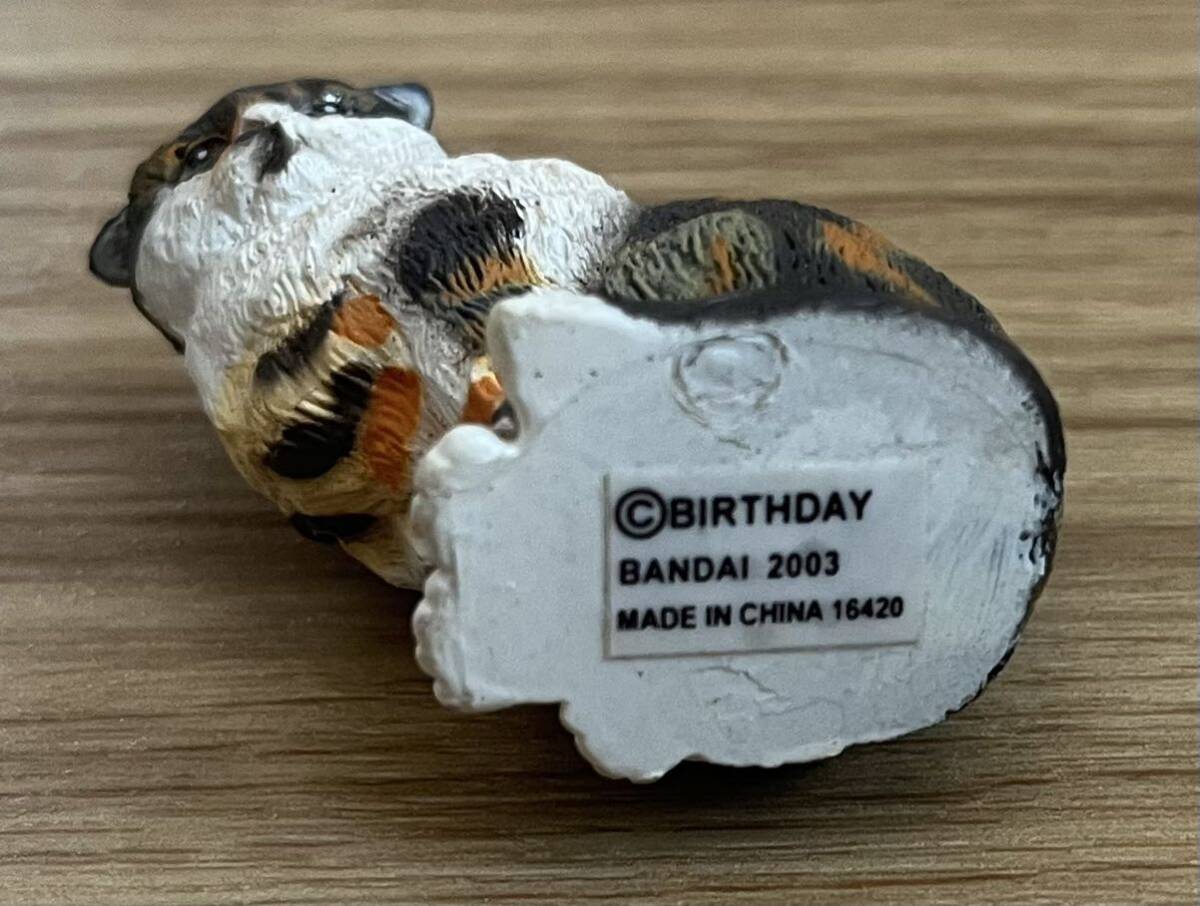 ©BIRTHDAY
BANDAI 2003
MADE IN CHINA 16420